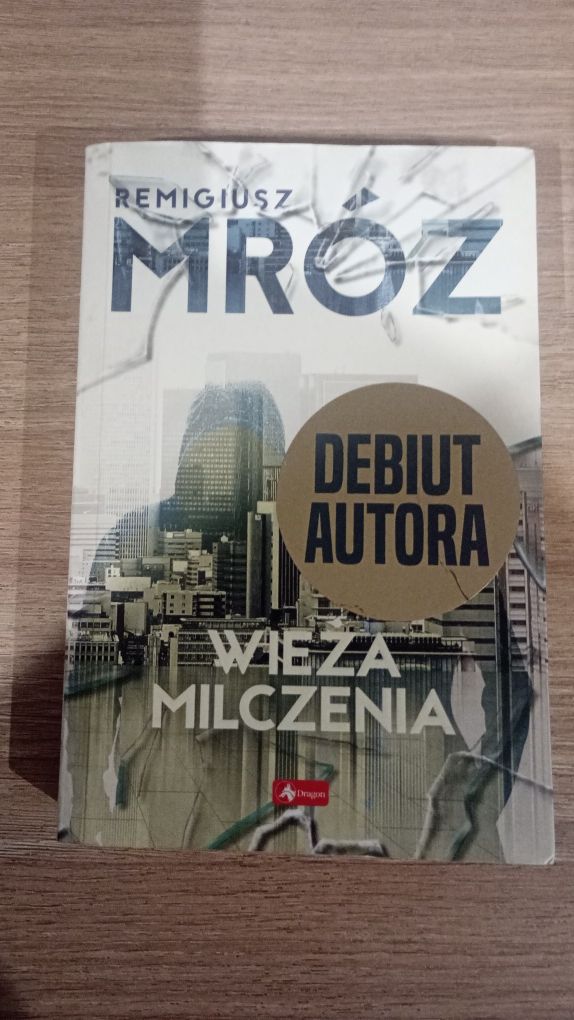 REMIGIUSZ
MRÓZ
DEBIUT
AUTORA
WIEŻA
MILCZENIA
Dragon